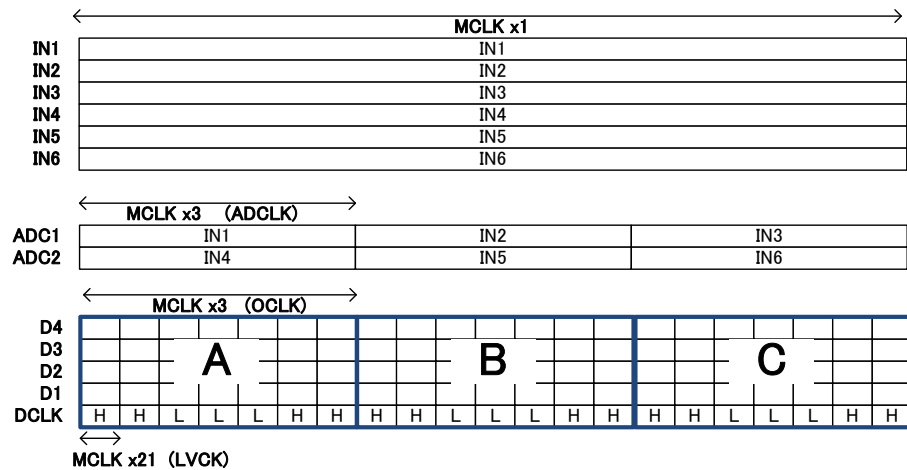 MCLK x1
IN1 IN1
IN2 IN2
IN3 IN3
IN4 IN4
IN5 IN5
IN6 IN6
MCLK x3 (ADCLK)
ADC1 IN1 IN2 IN3
ADC2 IN4 IN5 IN6
MCLK x3 (OCLK)
D4
D3
A B C
D2
D1
DCLK H H L L L H H H H L L L H H H H L L L H H
MCLK x21 (LVCK)